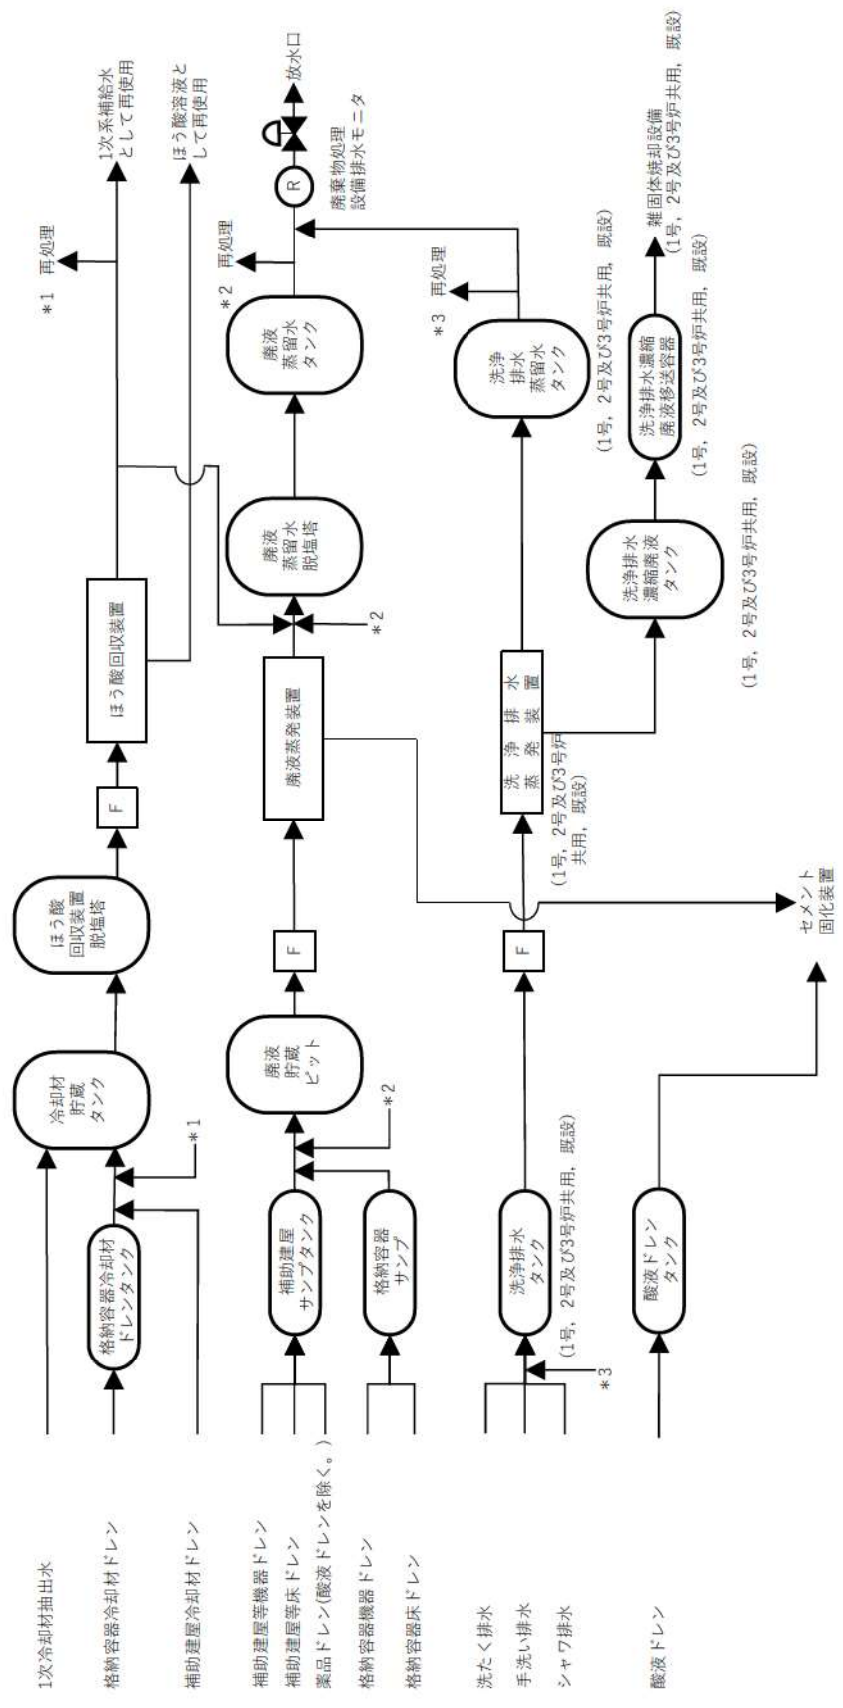 1次冷却材抽出水
格納容器冷却材ドレン
補助建屋冷却材ドレン
格納容器冷却材
ドレンタンク
*1
冷却材
貯蔵
タンク
ほう酸
回収装置
脱塩塔
F
ほう酸回収装置
*1 再処理
1次系補給水
として再使用
ほう酸溶液と
して再使用
補助建屋等機器ドレン
補助建屋等床ドレン
薬品ドレン(酸液ドレンを除く。)
格納容器機器ドレン
格納容器床ドレン
補助建屋
サンプタンク
格納容器
サンプ
*2
廃液
貯蔵
ピット
F
廃液蒸発装置
*2
廃液
蒸留水
脱塩塔
廃液
蒸留水
タンク
*2 再処理
R
廃棄物処理
設備排水モニタ
放水口
洗たく排水
手洗い排水
シャワ排水
*3
洗浄排水
タンク
(1号,2号及び3号炉共用,既設)
F
洗浄排水
蒸発装置
(1号,2号及び3号炉
共用,既設)
洗浄
排水
蒸留水
タンク
(1号,2号及び3号炉共用,既設)
*3 再処理
洗浄排水
濃縮廃液
タンク
(1号,2号及び3号炉共用,既設)
洗浄排水濃縮
廃液移送容器
(1号,2号及び3号炉共用,既設)
雑固体焼却設備
(1号,2号及び3号炉共用,既設)
酸液ドレン
酸液ドレン
タンク
セメント
固化装置